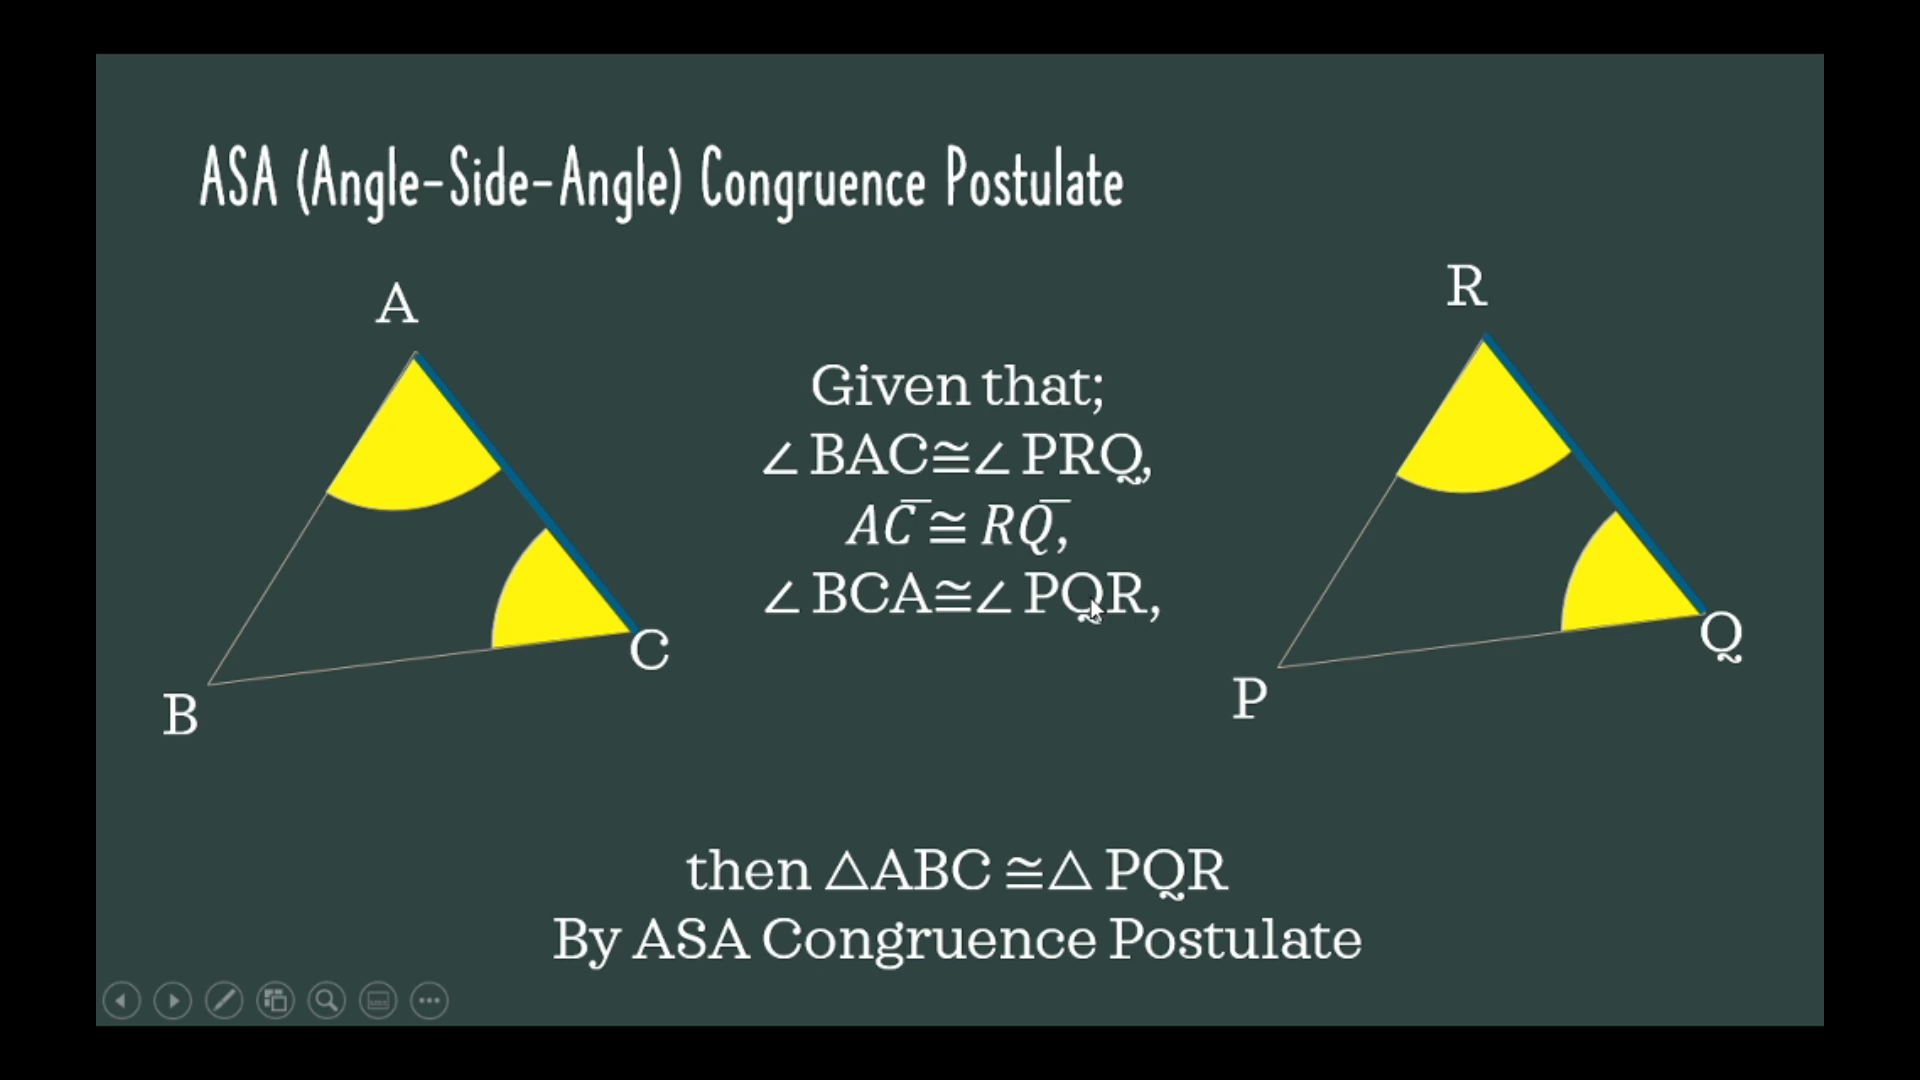 ASA (Angle-Side-Angle) Congruence Postulate
A
R
Given that;
∠BAC≅∠PRQ,
AC̅ ≅ RQ̅,
∠BCA≅∠PQR,
C
Q
B
P
then △ABC ≅△ PQR
By ASA Congruence Postulate